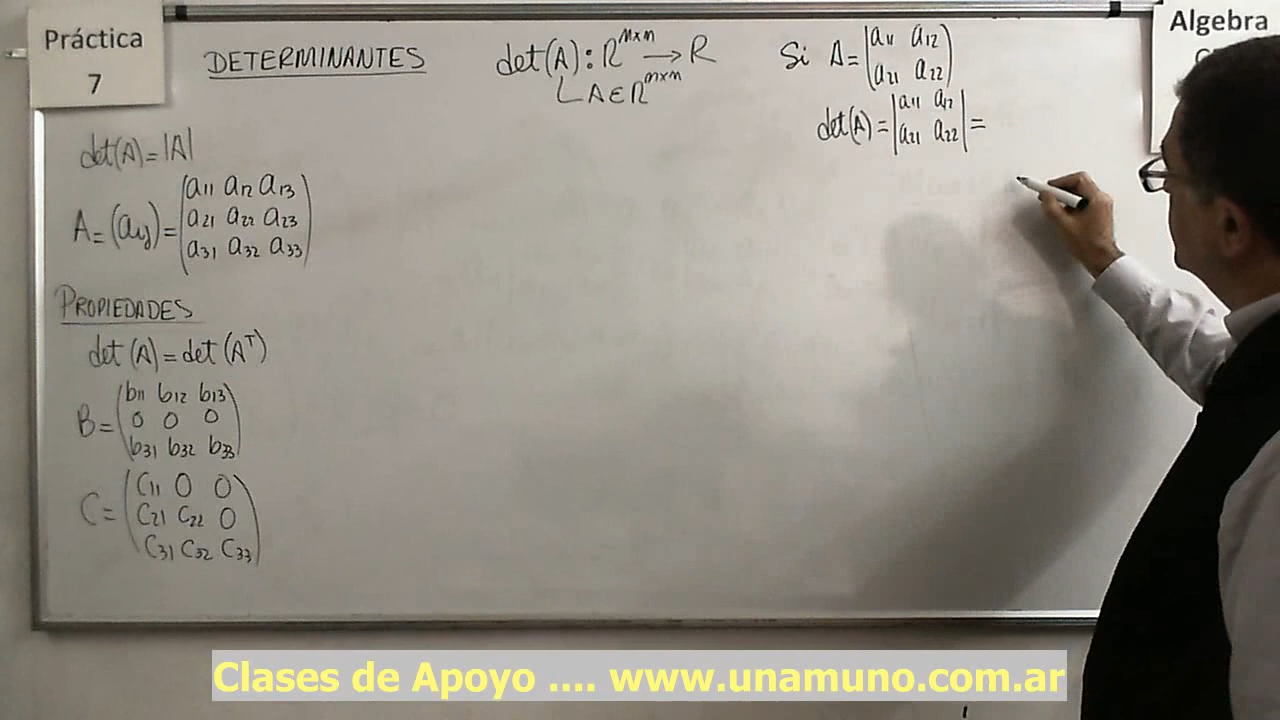 Práctica
7
DETERMINANTES
det(A): R^{n×n} → R
A ∈ R^{n×n}
Si A = (a11 a12
a21 a22)
det(A) = |a11 a12
a21 a22| =
Algebra
det(A) = |A|
A = (aij) = (a11 a12 a13
a21 a22 a23
a31 a32 a33)
PROPIEDADES
det (A) = det (A^T)
B = (b11 b12 b13
0 0 0
b31 b32 b33)
C = (C11 0 0
C21 C22 0
C31 C32 C33)
Clases de Apoyo .... www.unamuno.com.ar